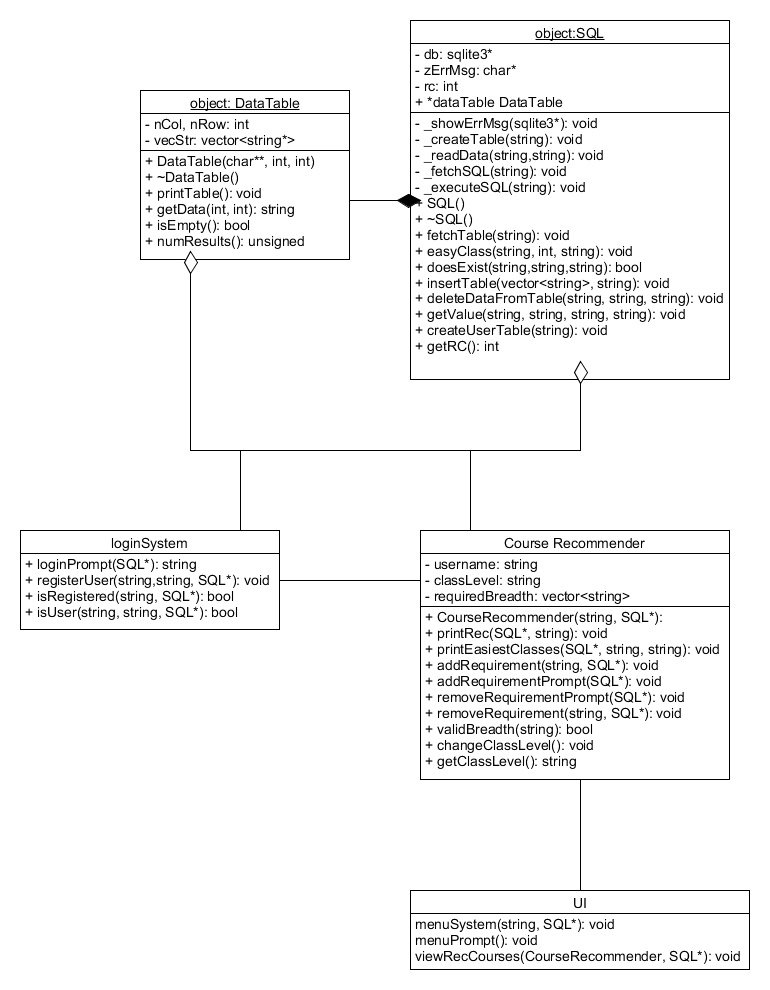 object:SQL
- db: sqlite3*
- zErrMsg: char*
- rc: int
+ *dataTable DataTable
- _showErrMsg(sqlite3*): void
- _createTable(string): void
- _readData(string,string): void
- _fetchSQL(string): void
- _executeSQL(string): void
+ SQL()
+ ~SQL()
+ fetchTable(string): void
+ easyClass(string, int, string): void
+ doesExist(string,string,string): bool
+ insertTable(vector<string>, string): void
+ deleteDataFromTable(string, string, string): void
+ getValue(string, string, string, string): void
+ createUserTable(string): void
+ getRC(): int
object: DataTable
- nCol, nRow: int
- vecStr: vector<string*>
+ DataTable(char**, int, int)
+ ~DataTable()
+ printTable(): void
+ getData(int, int): string
+ isEmpty(): bool
+ numResults(): unsigned
loginSystem
+ loginPrompt(SQL*): string
+ registerUser(string,string, SQL*): void
+ isRegistered(string, SQL*): bool
+ isUser(string, string, SQL*): bool
Course Recommender
- username: string
- classLevel: string
- requiredBreadth: vector<string>
+ CourseRecommender(string, SQL*):
+ printRec(SQL*, string): void
+ printEasiestClasses(SQL*, string, string): void
+ addRequirement(string, SQL*): void
+ addRequirementPrompt(SQL*): void
+ removeRequirementPrompt(SQL*): void
+ removeRequirement(string, SQL*): void
+ validBreadth(string): bool
+ changeClassLevel(): void
+ getClassLevel(): string
UI
menuSystem(string, SQL*): void
menuPrompt(): void
viewRecCourses(CourseRecommender, SQL*): void